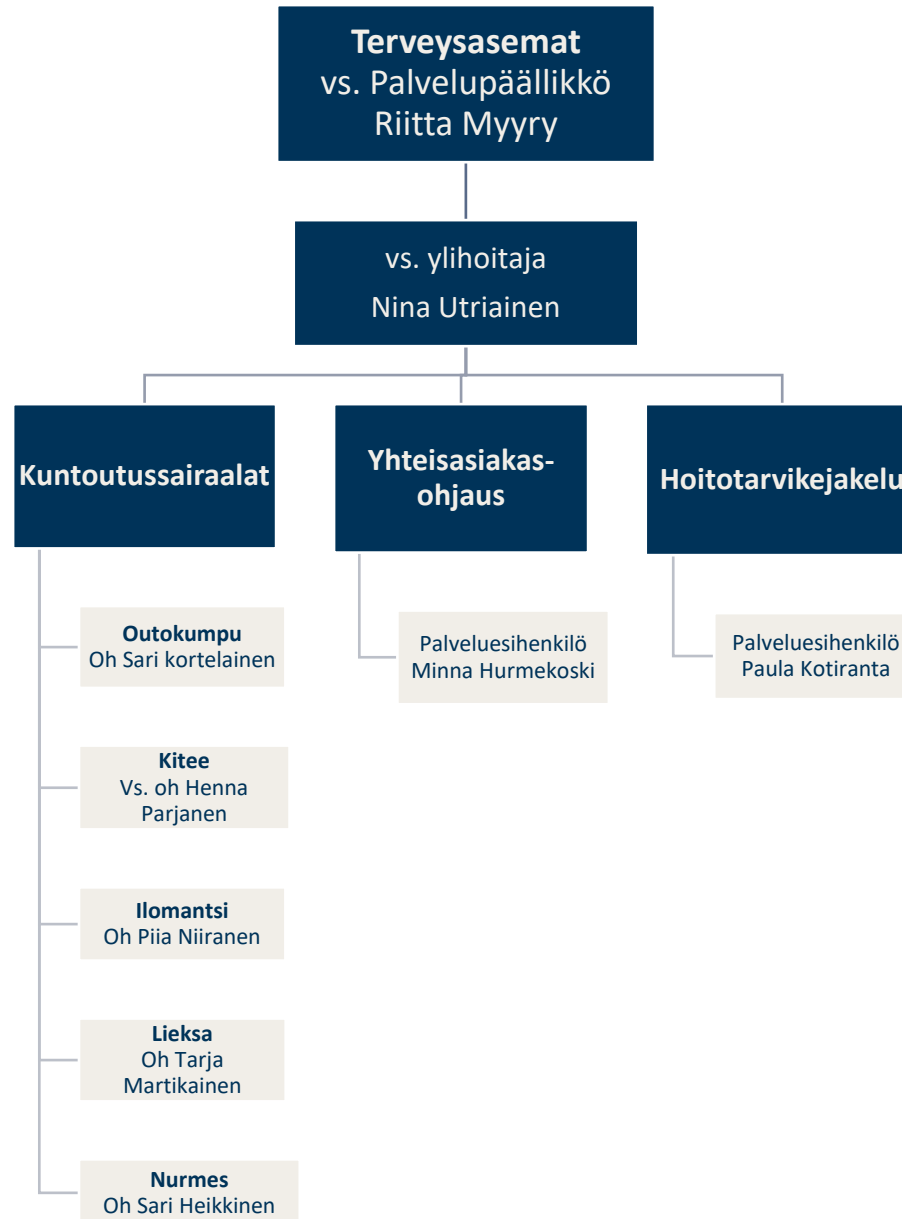 Terveysasemat
vs. Palvelupäällikkö
Riitta Myyry
vs. ylihoitaja
Nina Utriainen
Kuntoutussairaalat
Yhteisasiakas-
ohjaus
Hoitotarvikejakelu
Outokumpu
Oh Sari kortelainen
Kitee
Vs. oh Henna
Parjanen
Ilomantsi
Oh Piia Niiranen
Lieksa
Oh Tarja
Martikainen
Nurmes
Oh Sari Heikkinen
Palveluesihenkilö
Minna Hurmekoski
Palveluesihenkilö
Paula Kotiranta